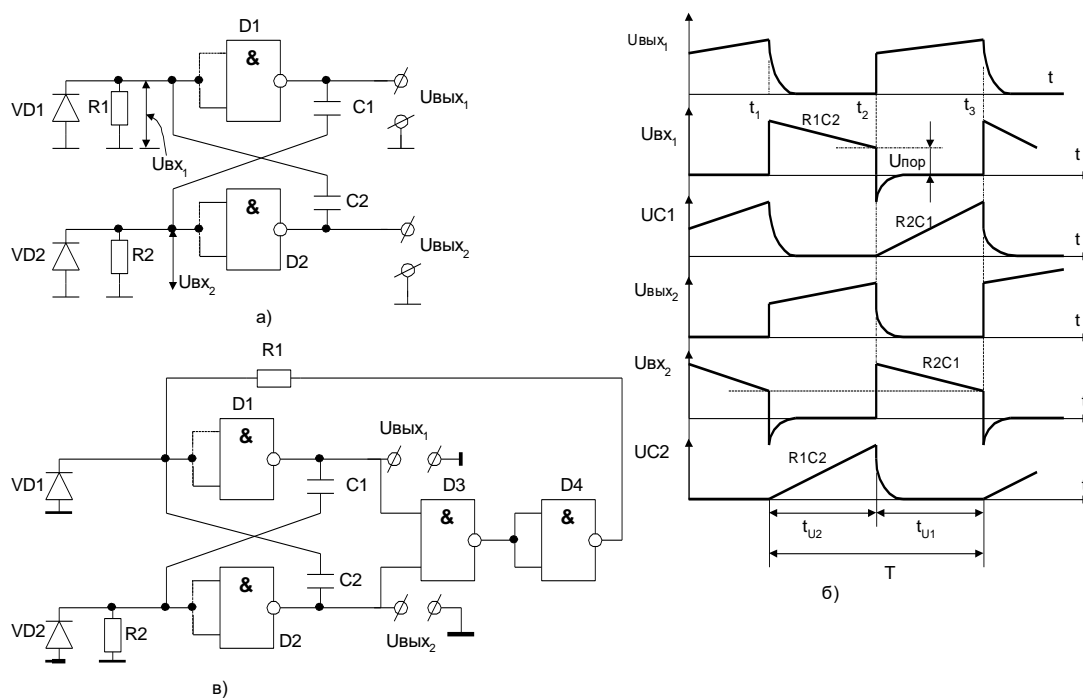 D1
&
VD1
R1
Uвх₁
C1
Uвых₁
C2
&
VD2
R2
Uвх₂
D2
Uвых₂
а)
R1
D1
&
Uвых₁
VD1
C1
D3
&
D4
&
C2
&
VD2
R2
D2
Uвых₂
в)
Uвых₁
t
t₁
t₂
t₃
Uвх₁
R1C2
Uпор
t
UC1
R2C1
t
Uвых₂
t
Uвх₂
R2C1
t
UC2
R1C2
t
tU2
tU1
T
б)